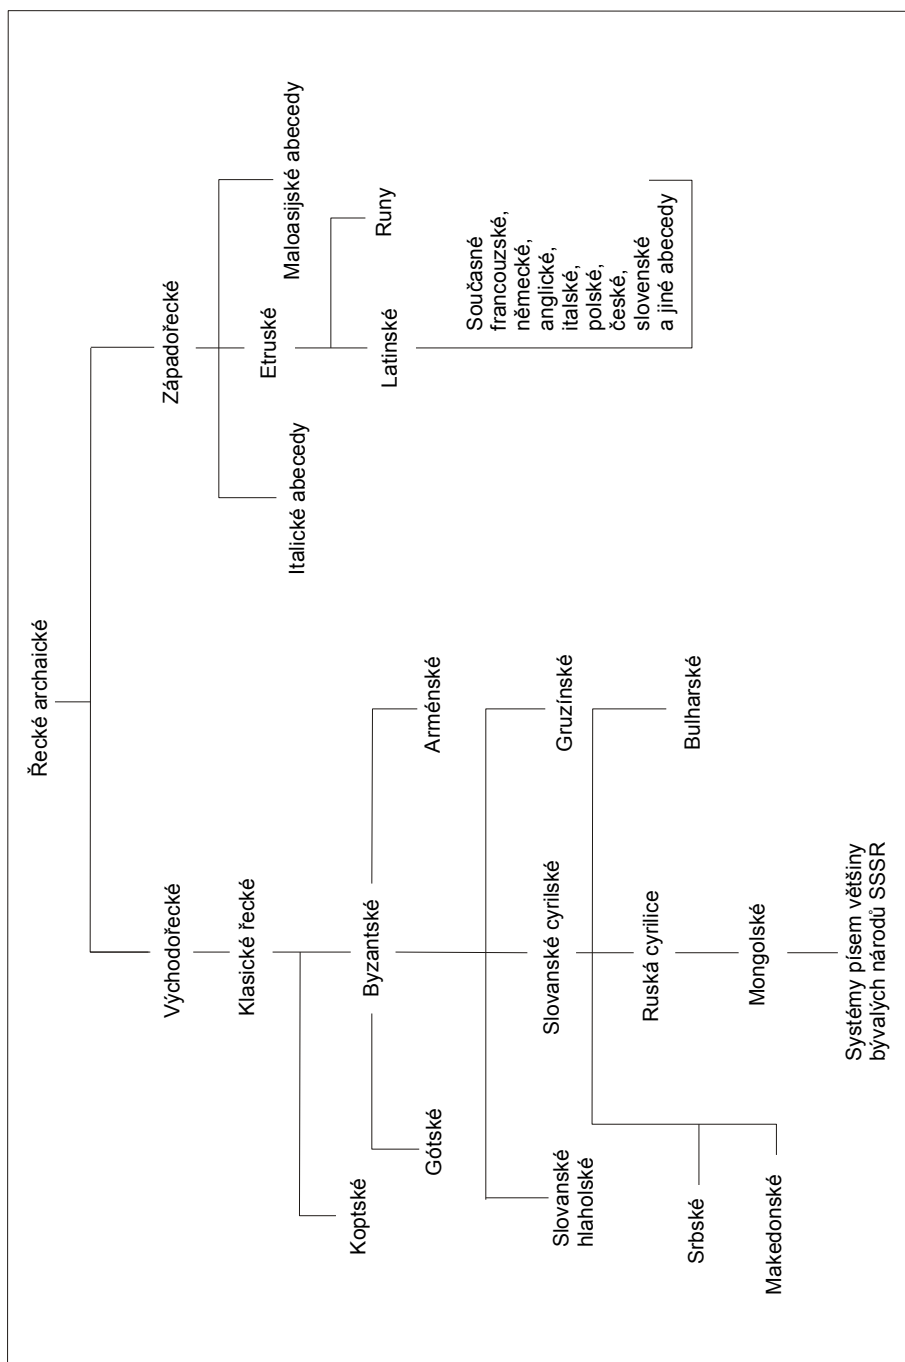 Řecké archaické
Východořecké
Západořecké
Klasické řecké
Italické abecedy
Etruské
Maloasijské abecedy
Koptské
Byzantské
Latinské
Runy
Gótské
Arménské
Současné
francouzské,
německé,
anglické,
italské,
polské,
české,
slovenské
a jiné abecedy
Slovanské
hlaholské
Slovanské cyrilské
Gruzínské
Srbské
Ruská cyrilice
Bulharské
Makedonské
Mongolské
Systémy písem většiny
bývalých národů SSSR